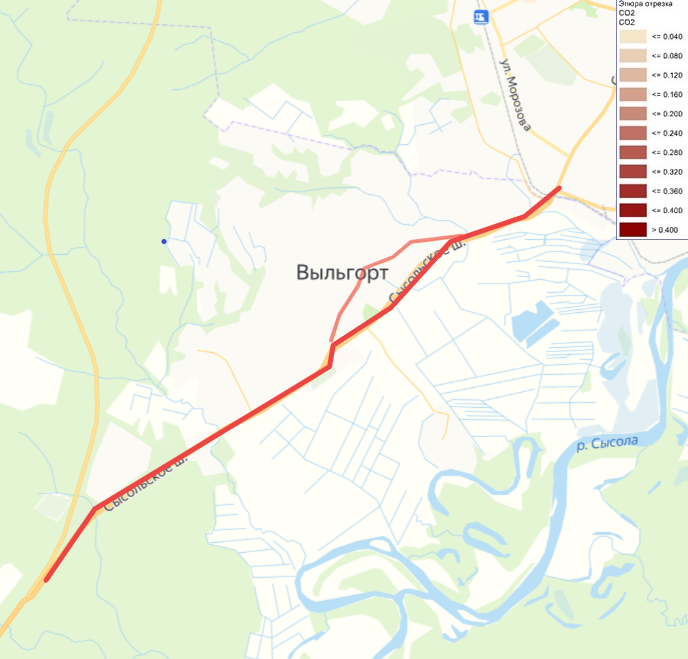 Эпюра отрезка
CO2
CO2
<= 0.040
<= 0.080
<= 0.120
<= 0.160
<= 0.200
<= 0.240
<= 0.280
<= 0.320
<= 0.360
<= 0.400
> 0.400
ул. Морозова
Сысольское ш.
Выльгорт
р. Сысола
Сысольское ш.